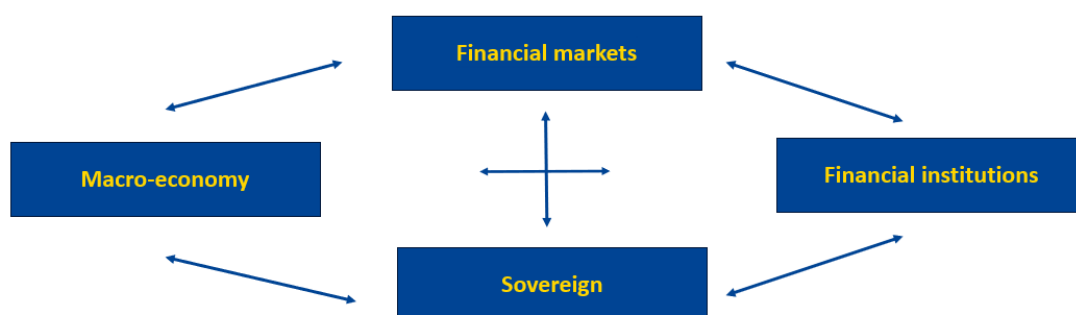 Financial markets
Macro-economy
Financial institutions
Sovereign